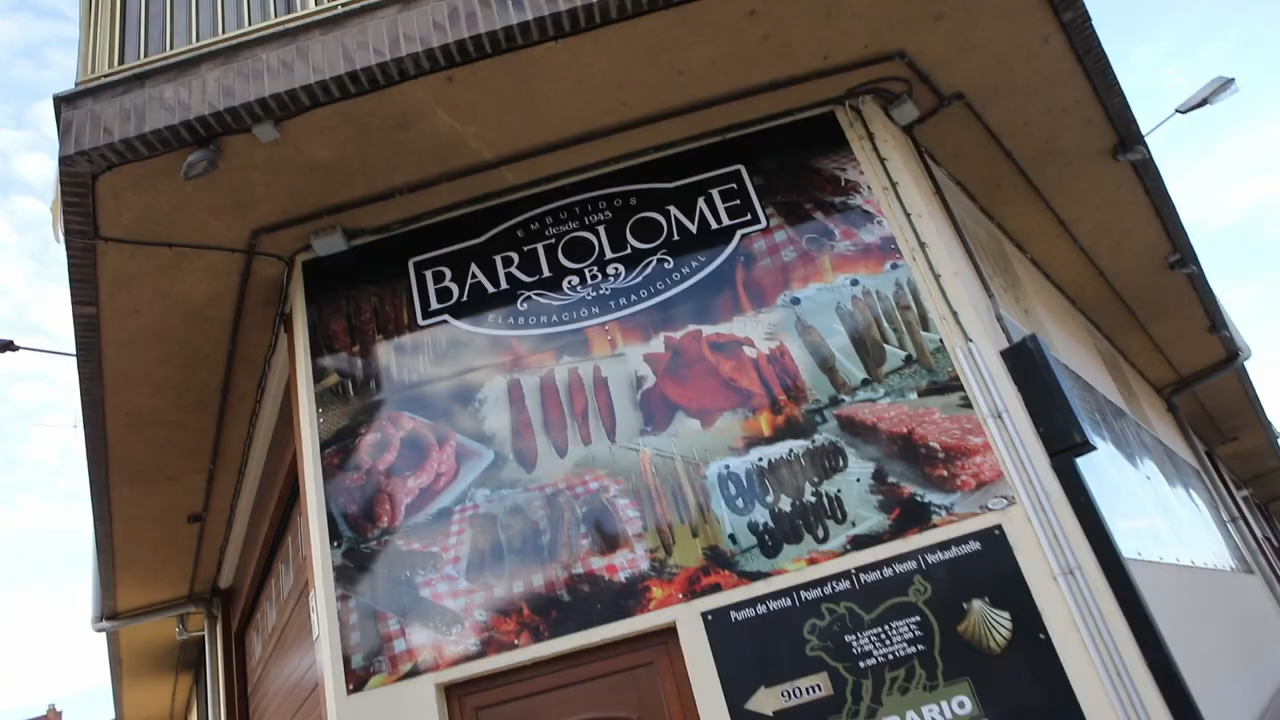 EMBUTIDOS
desde 1945
BARTOLOME
B
ELABORACIÓN TRADICIONAL
Punto de Venta | Point of Sale | Point de Vente | Verkaufsstelle
De Lunes a Viernes
9:00 h. a 14:00 h.
17:00 h. a 20:00 h.
Sábados
9:00 h. a 15:00 h.
90m